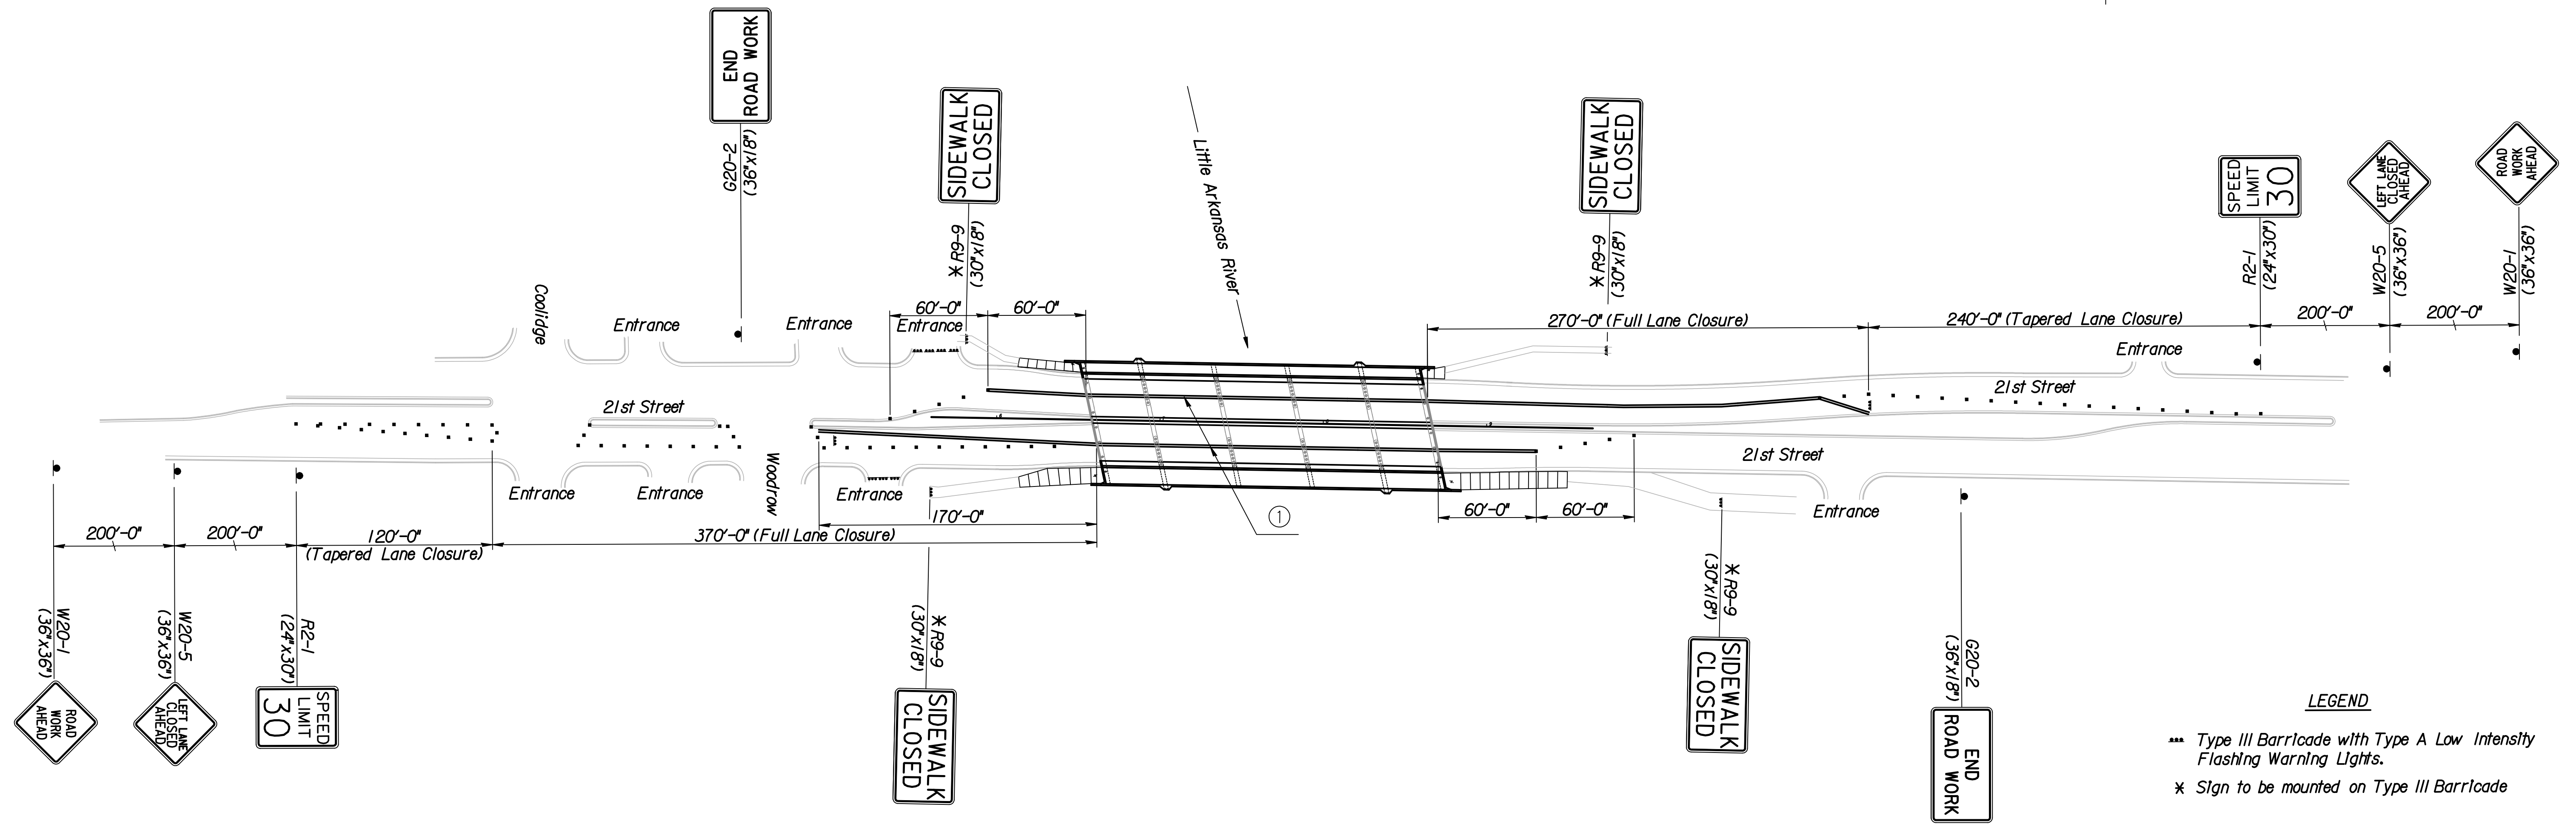 END
ROAD WORK
G20-2
(36"x18")
SIDEWALK
CLOSED
* R9-9
(30"x18")
Little Arkansas River
SIDEWALK
CLOSED
* R9-9
(30"x18")
SPEED
LIMIT
30
R2-1
(24"x30")
LEFT LANE
CLOSED
AHEAD
W20-5
(36"x36")
ROAD
WORK
AHEAD
W20-1
(36"x36")
Coolidge
Entrance
Entrance
60'-0"
60'-0"
Entrance
270'-0" (Full Lane Closure)
240'-0" (Tapered Lane Closure)
200'-0"
200'-0"
Entrance
21st Street
21st Street
21st Street
Woodrow
Entrance
Entrance
Entrance
Entrance
170'-0"
60'-0"
60'-0"
1
200'-0"
200'-0"
120'-0"
(Tapered Lane Closure)
370'-0" (Full Lane Closure)
W20-1
(36"x36")
ROAD
WORK
AHEAD
W20-5
(36"x36")
LEFT LANE
CLOSED
AHEAD
R2-1
(24"x30")
SPEED
LIMIT
30
* R9-9
(30"x18")
SIDEWALK
CLOSED
* R9-9
(30"x18")
SIDEWALK
CLOSED
G20-2
(36"x18")
END
ROAD WORK
LEGEND
Type III Barricade with Type A Low Intensity
Flashing Warning Lights.
* Sign to be mounted on Type III Barricade